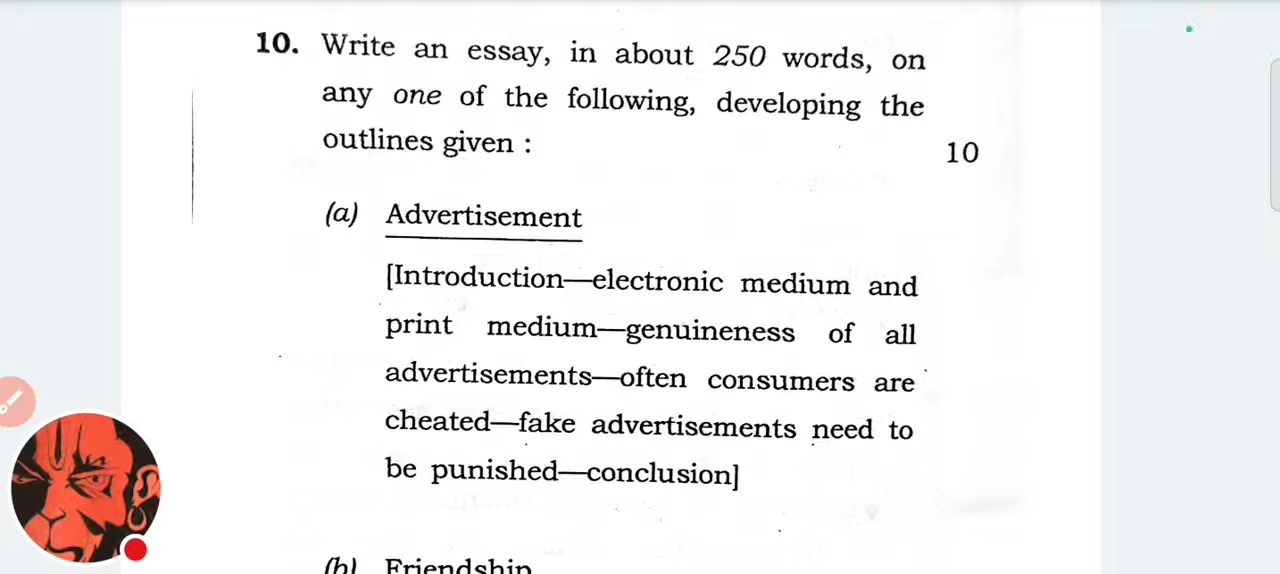 10. Write an essay, in about 250 words, on
any one of the following, developing the
outlines given :
10
(a) Advertisement
[Introduction—electronic medium and
print medium—genuineness of all
advertisements—often consumers are
cheated—fake advertisements need to
be punished—conclusion]
(b) Friendship